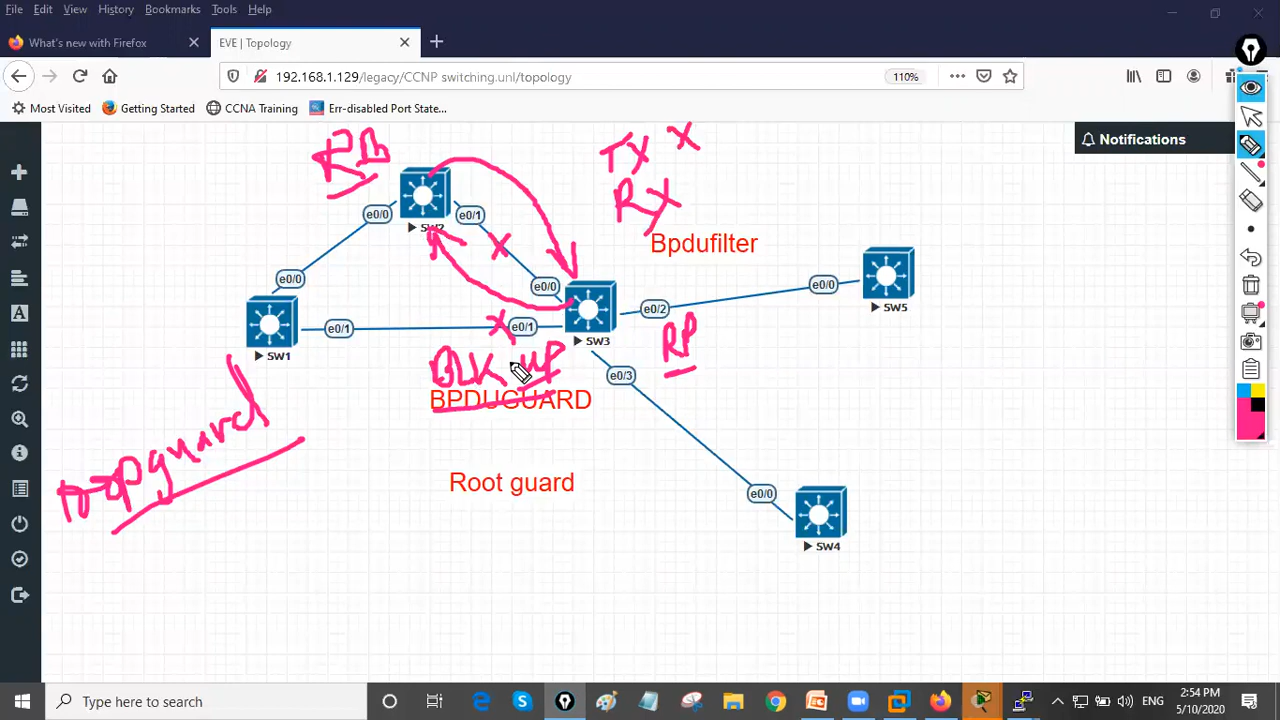 File Edit View History Bookmarks Tools Help
What's new with Firefox
EVE | Topology
192.168.1.129/legacy/CCNP switching.unl/topology
110%
Most Visited
Getting Started
CCNA Training
Err-disabled Port State...
Notifications
RB
TX X
RX
Bpdufilter
SW2
e0/0
e0/1
X
e0/0
e0/0
SW1
e0/1
X
e0/1
e0/0
SW3
e0/2
e0/0
SW5
RP
BLK UP
e0/3
BPDUGUARD
loopguard
Root guard
e0/0
SW4
Type here to search
ENG
2:54 PM
5/10/2020